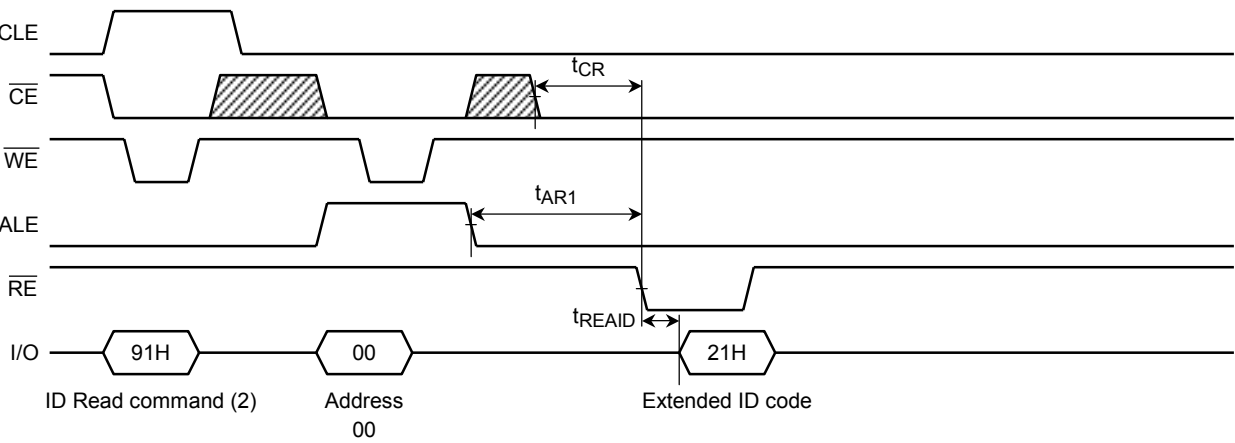 CLE
tCR
CE
WE
tAR1
ALE
RE
tREAID
I/O 91H 00 21H
ID Read command (2) Address Extended ID code
00